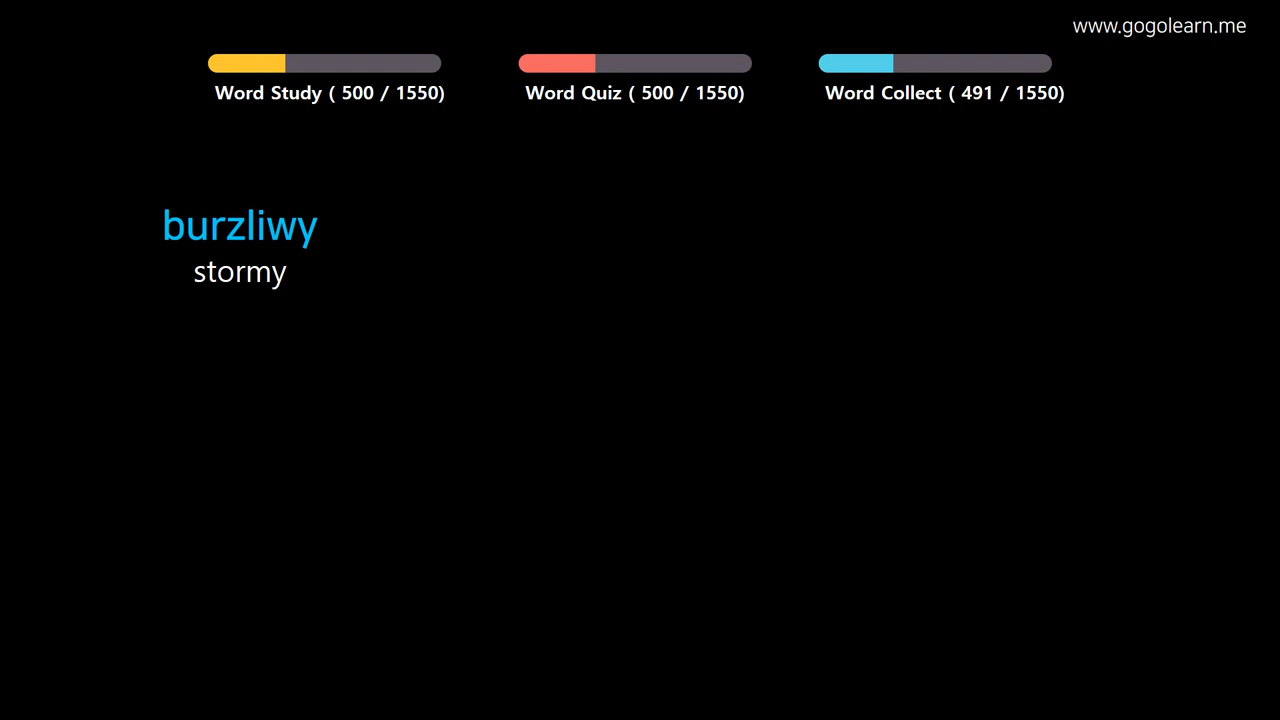 www.gogolearn.me
Word Study ( 500 / 1550)
Word Quiz ( 500 / 1550)
Word Collect ( 491 / 1550)
burzliwy
stormy